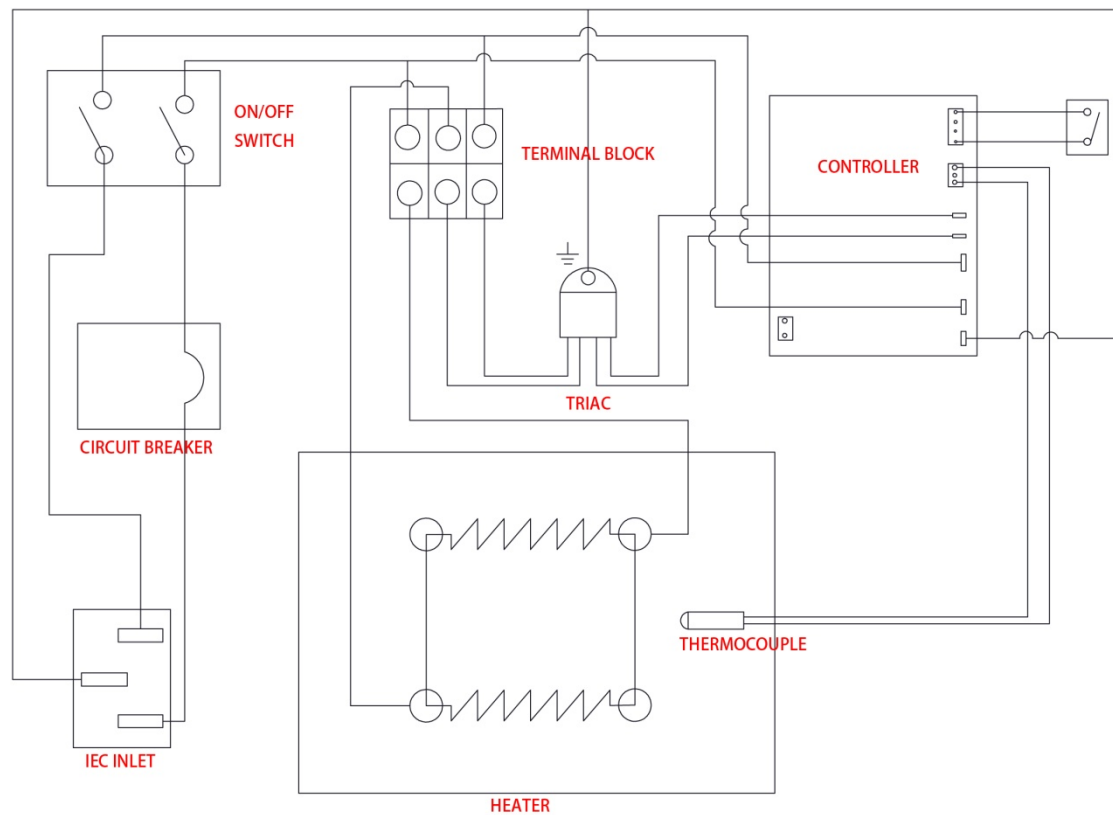 ON/OFF
SWITCH
TERMINAL BLOCK
CONTROLLER
TRIAC
CIRCUIT BREAKER
THERMOCOUPLE
IEC INLET
HEATER